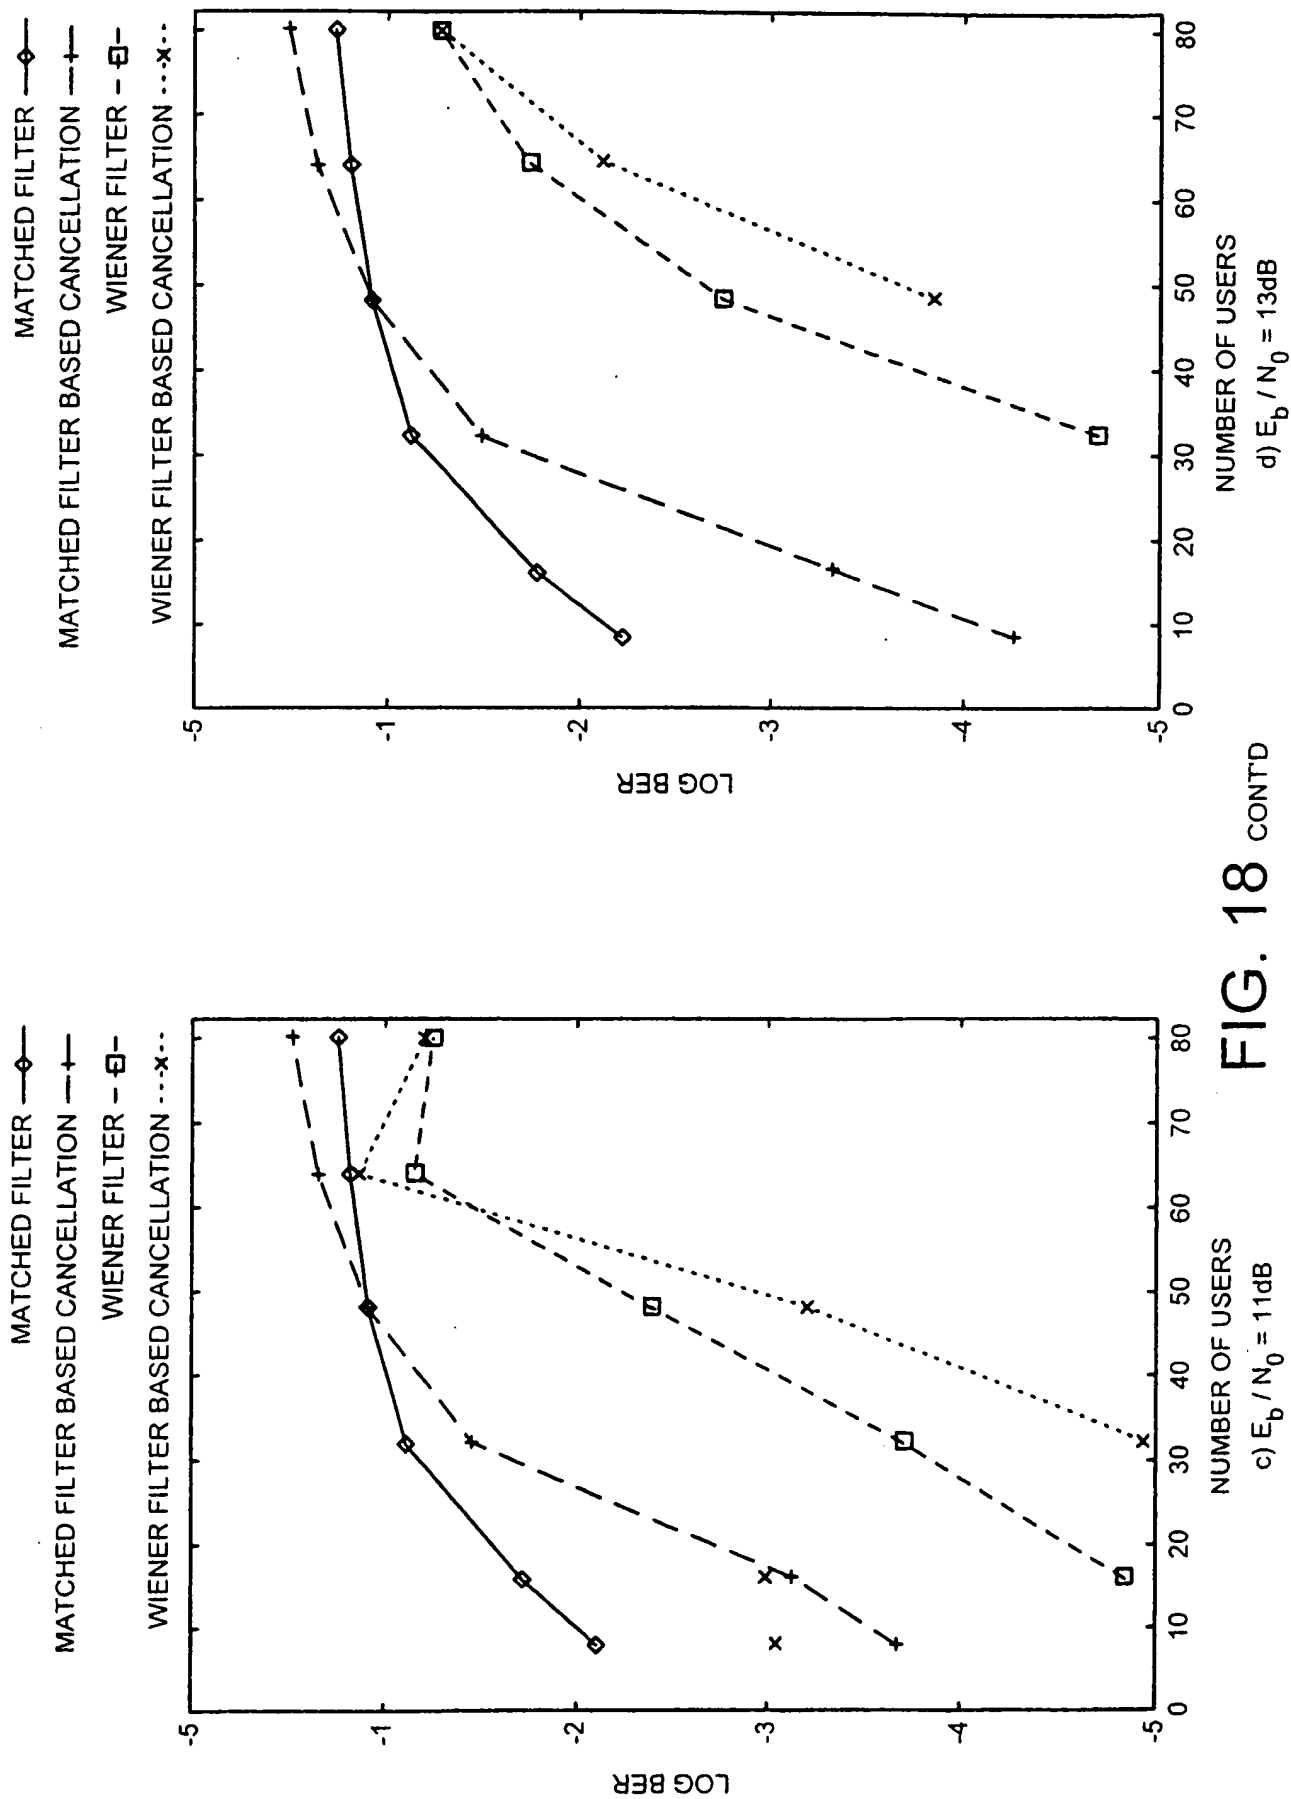 MATCHED FILTER
MATCHED FILTER BASED CANCELLATION
WIENER FILTER
WIENER FILTER BASED CANCELLATION
LOG BER
-5
-1
-2
-3
-4
-5
0 10 20 30 40 50 60 70 80
NUMBER OF USERS
c) E_b / N_0 = 11dB
MATCHED FILTER
MATCHED FILTER BASED CANCELLATION
WIENER FILTER
WIENER FILTER BASED CANCELLATION
LOG BER
-5
-1
-2
-3
-4
-5
0 10 20 30 40 50 60 70 80
NUMBER OF USERS
d) E_b / N_0 = 13dB
FIG. 18 CONT'D